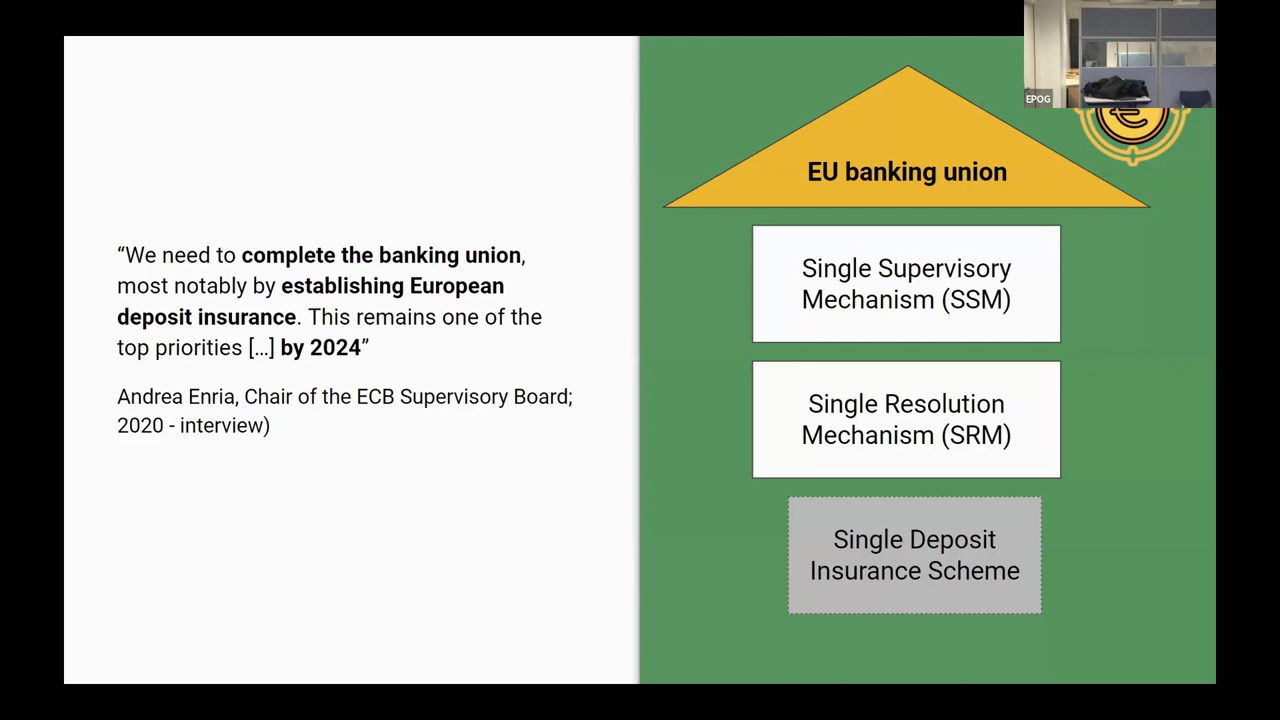 EPOG
EU banking union
“We need to complete the banking union,
most notably by establishing European
deposit insurance. This remains one of the
top priorities [...] by 2024”
Andrea Enria, Chair of the ECB Supervisory Board;
2020 - interview)
Single Supervisory
Mechanism (SSM)
Single Resolution
Mechanism (SRM)
Single Deposit
Insurance Scheme